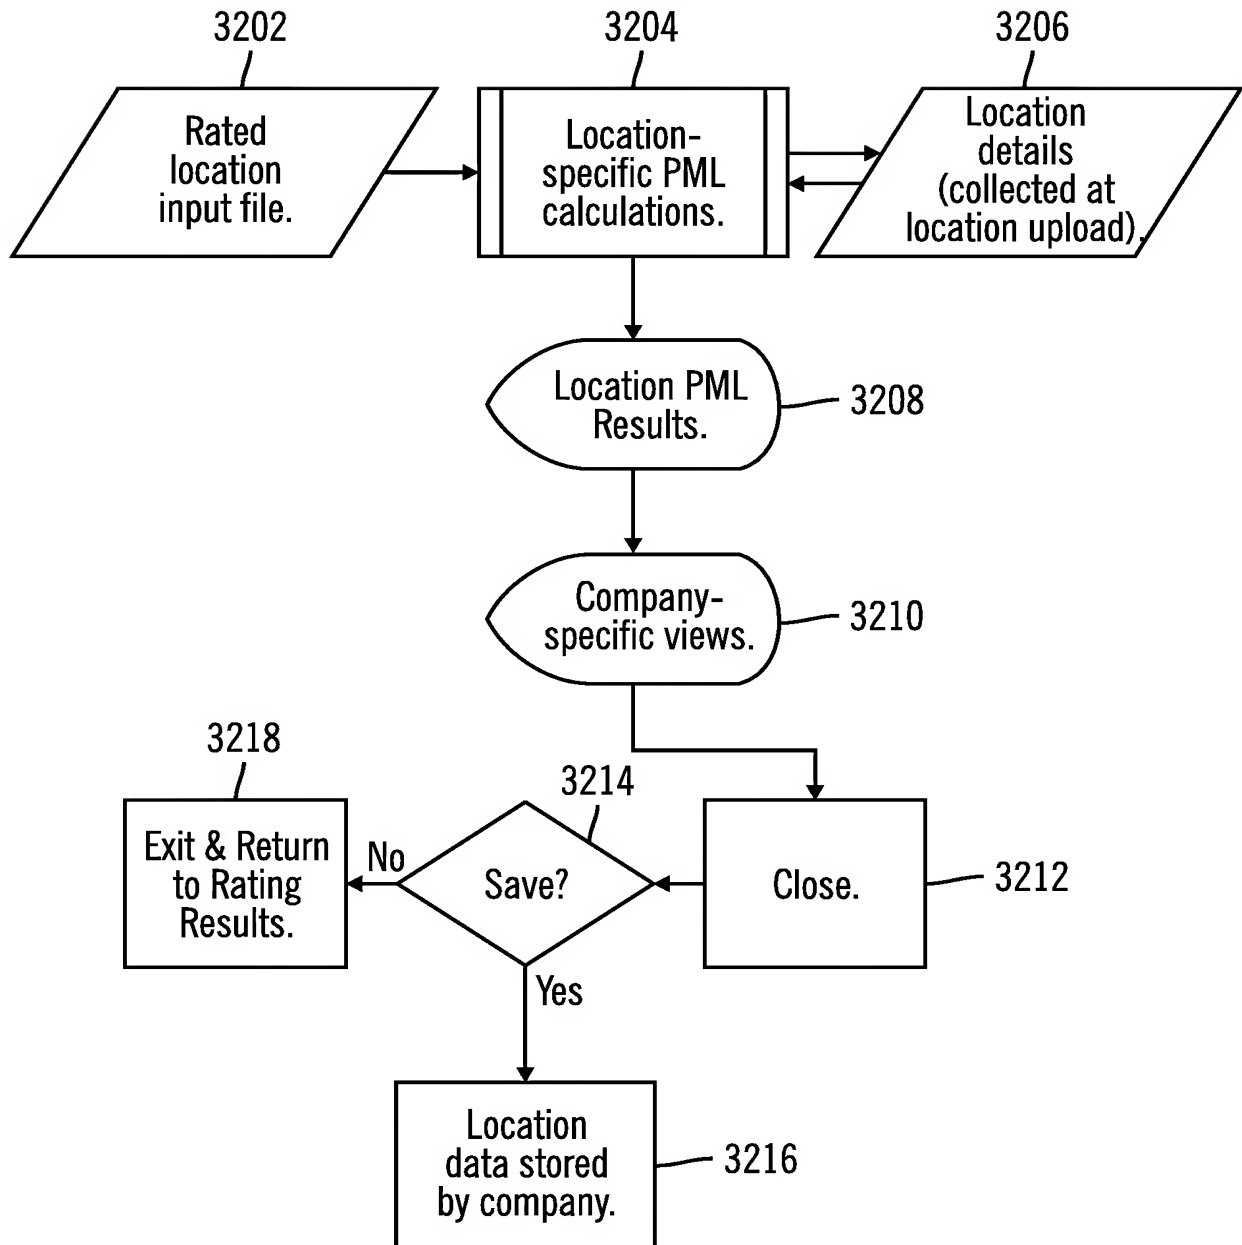 3202
3204
3206
Rated
location
input file.
Location-
specific PML
calculations.
Location
details
(collected at
location upload).
Location PML
Results.
3208
Company-
specific views.
3210
3218
3214
Exit & Return
to Rating
Results.
No
Save?
Close.
3212
Yes
Location
data stored
by company.
3216